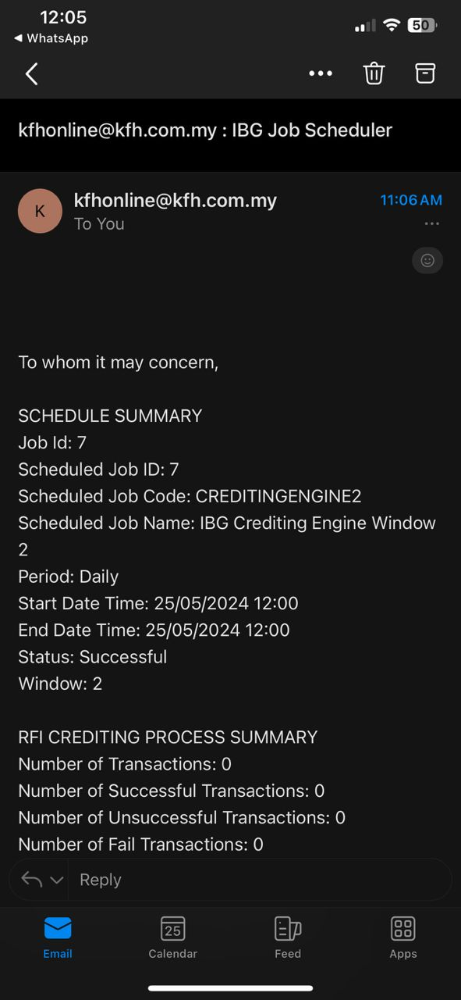 12:05
50
◀ WhatsApp
kfhonline@kfh.com.my : IBG Job Scheduler
K
kfhonline@kfh.com.my
11:06 AM
To You
To whom it may concern,
SCHEDULE SUMMARY
Job Id: 7
Scheduled Job ID: 7
Scheduled Job Code: CREDITINGENGINE2
Scheduled Job Name: IBG Crediting Engine Window
2
Period: Daily
Start Date Time: 25/05/2024 12:00
End Date Time: 25/05/2024 12:00
Status: Successful
Window: 2
RFI CREDITING PROCESS SUMMARY
Number of Transactions: 0
Number of Successful Transactions: 0
Number of Unsuccessful Transactions: 0
Number of Fail Transactions: 0
Reply
25
Email
Calendar
Feed
Apps